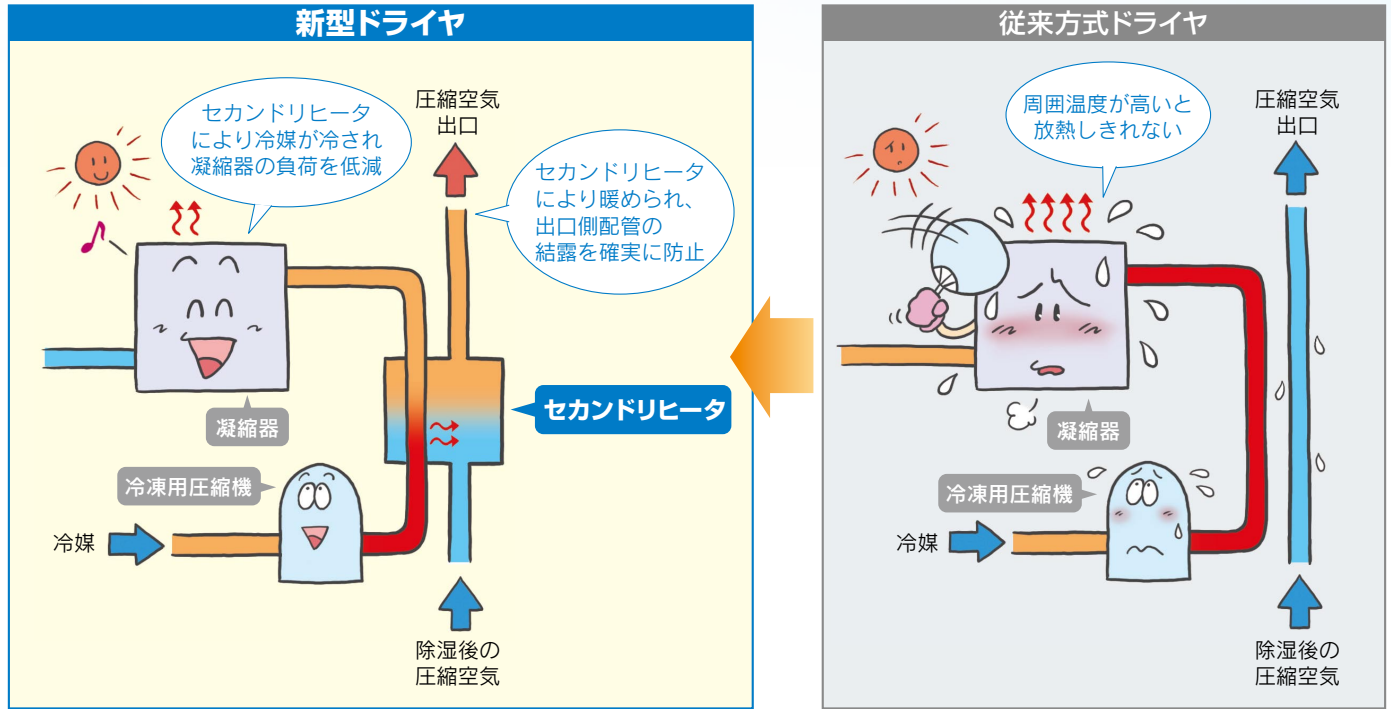 新型ドライヤ
セカンドリヒータ
により冷媒が冷され
凝縮器の負荷を低減
圧縮空気
出口
セカンドリヒータ
により暖められ、
出口側配管の
結露を確実に防止
セカンドリヒータ
凝縮器
冷凍用圧縮機
冷媒
除湿後の
圧縮空気
従来方式ドライヤ
周囲温度が高いと
放熱しきれない
圧縮空気
出口
凝縮器
冷凍用圧縮機
冷媒
除湿後の
圧縮空気